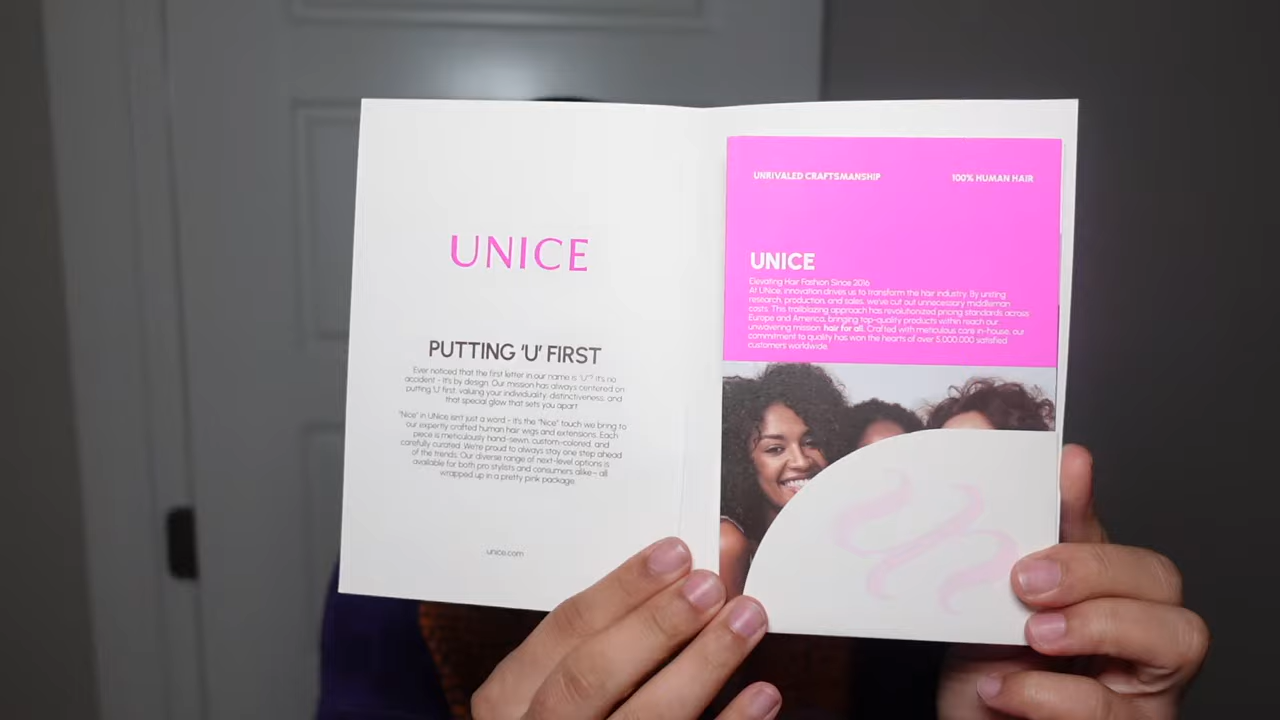 UNICE
PUTTING 'U' FIRST
Ever noticed that the first letter in our name is 'U'? It's no
accident - it's by design. Our mission has always centered on
putting 'U' first, valuing your individuality, distinctiveness, and
that special glow that sets you apart.
"Nice" in UNice isn't just a word - it's the "Nice" touch we bring to
our expertly crafted human hair wigs and extensions. Each
piece is meticulously hand-sewn, custom-colored, and
carefully curated. We're proud to always stay one step ahead
of the trends. Our diverse range of next-level options is
available for both pro stylists and consumers alike - all
wrapped up in a pretty pink package.
unice.com
UNRIVALED CRAFTSMANSHIP
100% HUMAN HAIR
UNICE
Elevating Hair Fashion Since 2016
At UNice, innovation drives us to transform the hair industry. By uniting
research, production, and sales, we've cut out unnecessary middleman
costs. This trailblazing approach has revolutionized pricing standards across
Europe and America, bringing top-quality products within reach our
unwavering mission: hair for all. Crafted with meticulous care in-house, our
commitment to quality has won the hearts of over 5,000,000 satisfied
customers worldwide.
un